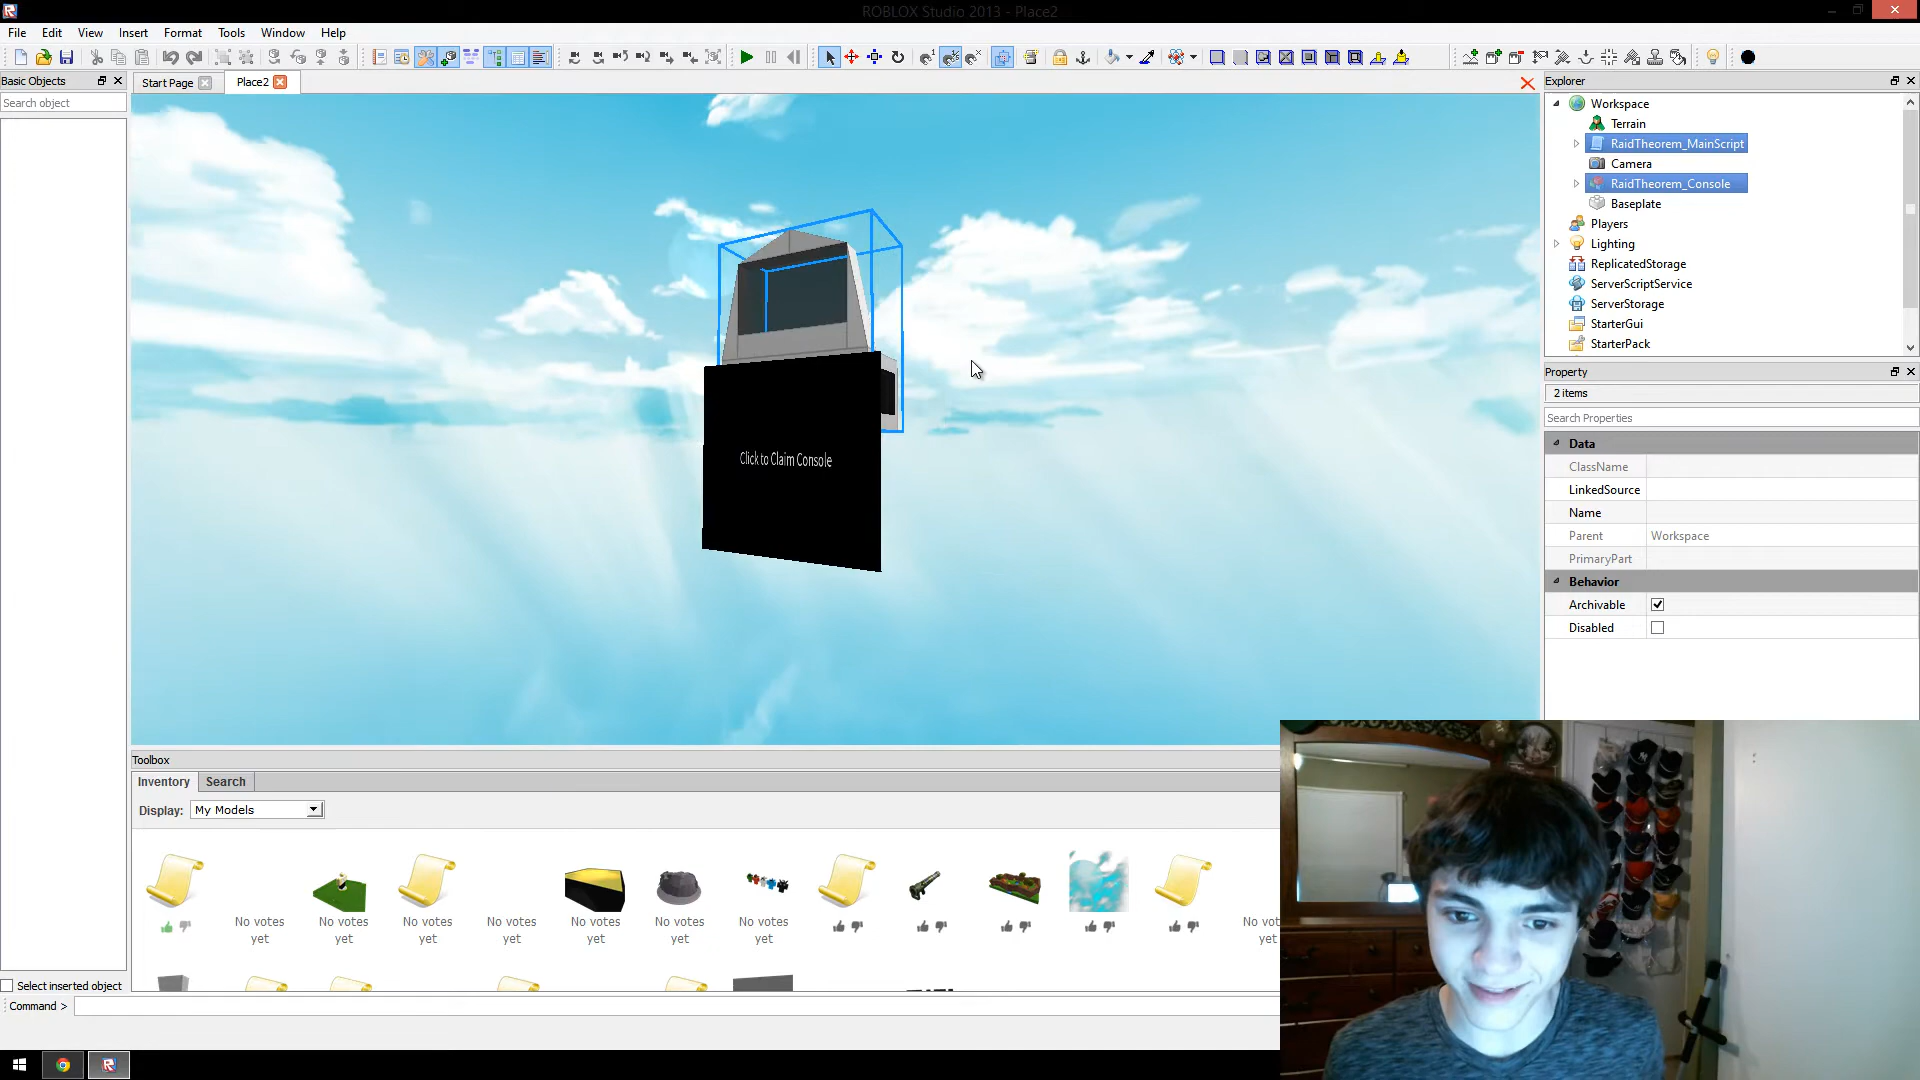 ROBLOX Studio 2013 - Place2
File Edit View Insert Format Tools Window Help
Basic Objects
Start Page
Place2
Explorer
Search object
Workspace
Terrain
RaidTheorem_MainScript
Camera
RaidTheorem_Console
Baseplate
Players
Lighting
ReplicatedStorage
ServerScriptService
ServerStorage
StarterGui
StarterPack
Click to Claim Console
Property
2 items
Search Properties
Data
ClassName
LinkedSource
Name
Parent Workspace
PrimaryPart
Behavior
Archivable
Disabled
Toolbox
Inventory Search
Display: My Models
No votes yet
No votes yet
No votes yet
No votes yet
No votes yet
No votes yet
No vot
yet
Select inserted object
Command >